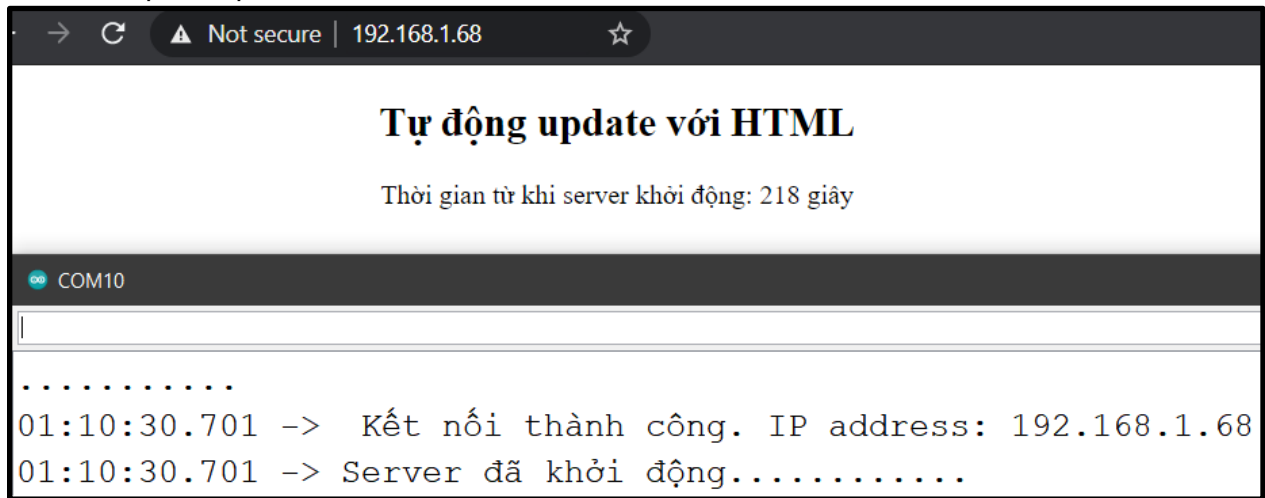 Not secure | 192.168.1.68
Tự động update với HTML
Thời gian từ khi server khởi động: 218 giây
COM10
...........
01:10:30.701 -> Kết nối thành công. IP address: 192.168.1.68
01:10:30.701 -> Server đã khởi động............